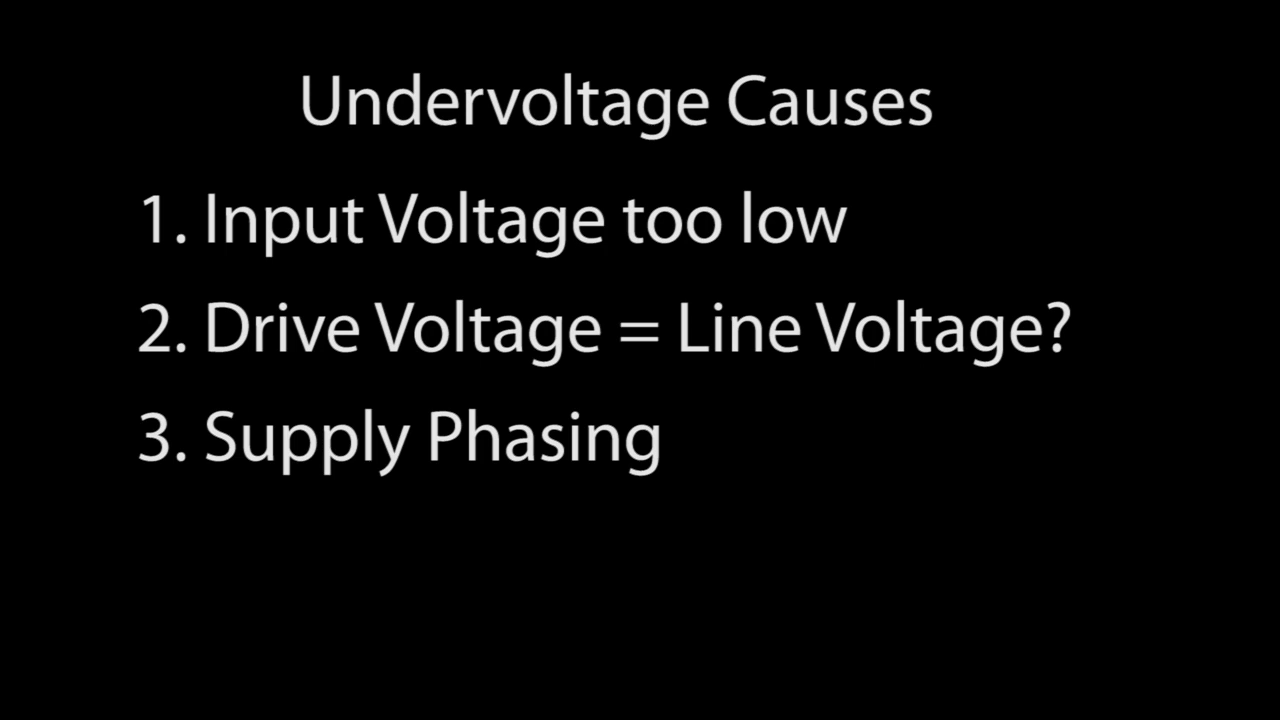 Undervoltage Causes
1. Input Voltage too low
2. Drive Voltage = Line Voltage?
3. Supply Phasing